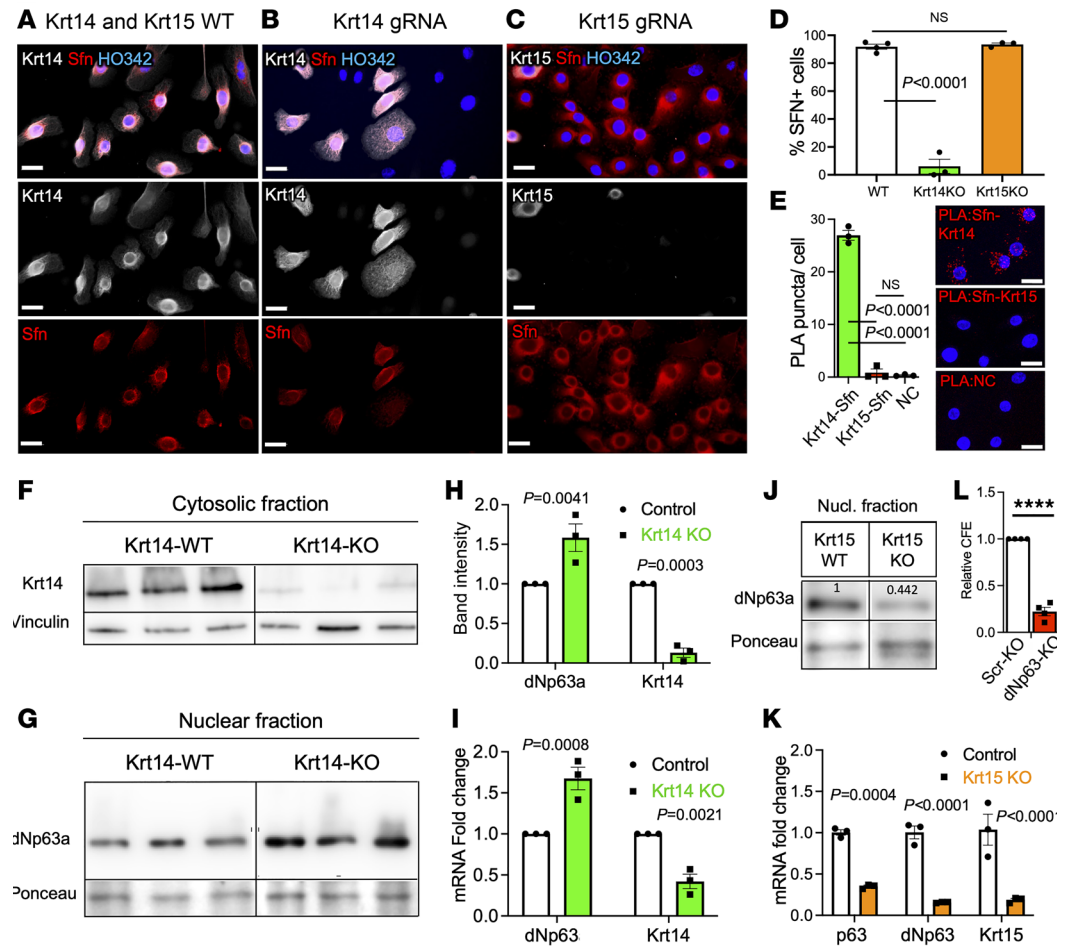 A Krt14 and Krt15 WT
Krt14 Sfn HO342
Krt14
Sfn
B Krt14 gRNA
Krt14 Sfn HO342
Krt14
C Krt15 gRNA
Krt15 Sfn HO342
Krt15
Sfn
D
NS
P<0.0001
% SFN+ cells
100
80
60
40
20
0
WT Krt14KO Krt15KO
E
PLA puncta/ cell
30
20
10
0
NS
P<0.0001
P<0.0001
Krt14-Sfn
Krt15-Sfn
NC
PLA:Sfn-
Krt14
PLA:Sfn-Krt15
PLA:NC
F Cytosolic fraction
Krt14-WT Krt14-KO
Krt14
Vinculin
G Nuclear fraction
Krt14-WT Krt14-KO
dNp63a
Ponceau
H
Band intensity
2.0
1.5
1.0
0.5
0.0
P=0.0041
Control
Krt14 KO
P=0.0003
dNp63a Krt14
I
mRNA Fold change
2.0
1.5
1.0
0.5
0.0
P=0.0008
Control
Krt14 KO
P=0.0021
dNp63 Krt14
J Nucl. fraction
Krt15 WT
Krt15 KO
dNp63a
1 0.442
Ponceau
L
Relative CFE
1.5
1.0
0.5
0.0
****
Scr-KO
dNp63-KO
K
mRNA fold change
2.0
1.5
1.0
0.5
0.0
Control
Krt15 KO
P=0.0004
P<0.0001
P<0.000
p63 dNp63 Krt15